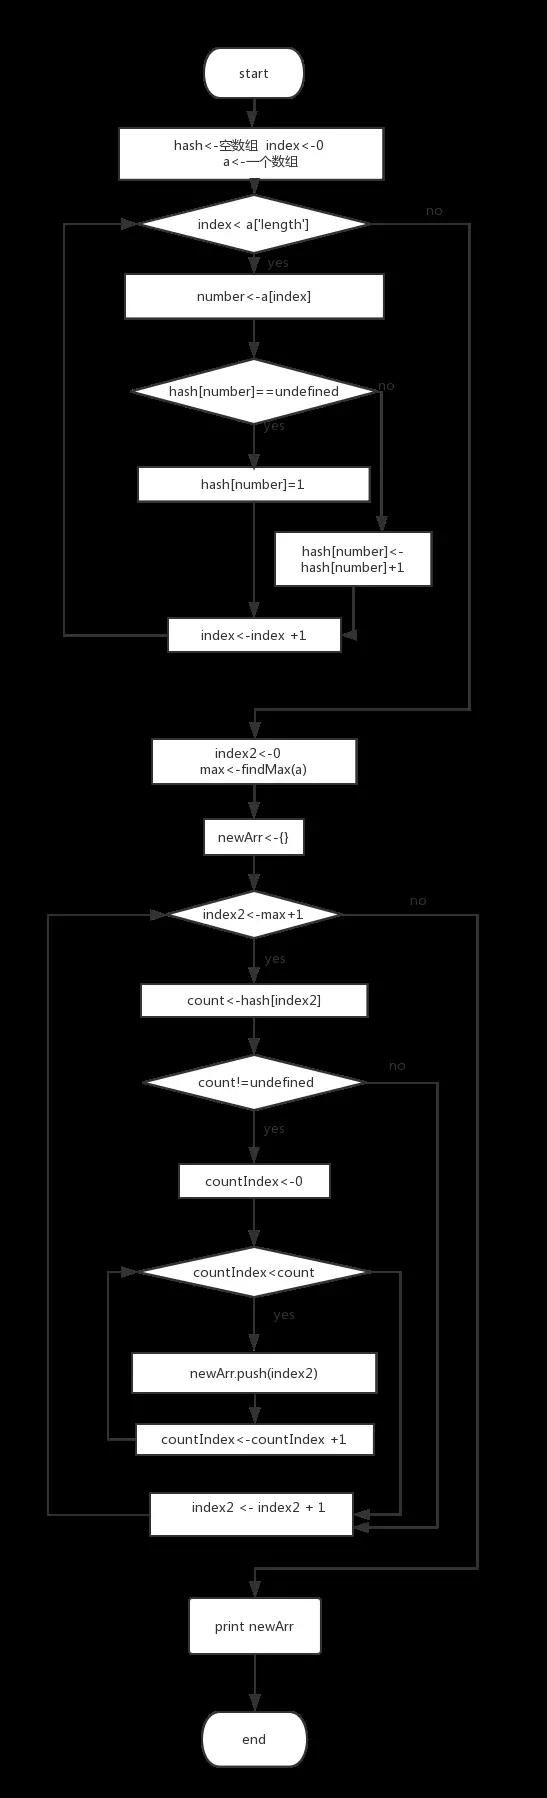 start
hash<-空数组 index<-0
a<-一个数组
index< a['length']
no
yes
number<-a[index]
hash[number]==undefined
no
yes
hash[number]=1
hash[number]<-
hash[number]+1
index<-index +1
index2<-0
max<-findMax(a)
newArr<-{}
index2<-max+1
no
yes
count<-hash[index2]
count!=undefined
no
yes
countIndex<-0
countIndex<count
yes
newArr.push(index2)
countIndex<-countIndex +1
index2 <- index2 + 1
print newArr
end